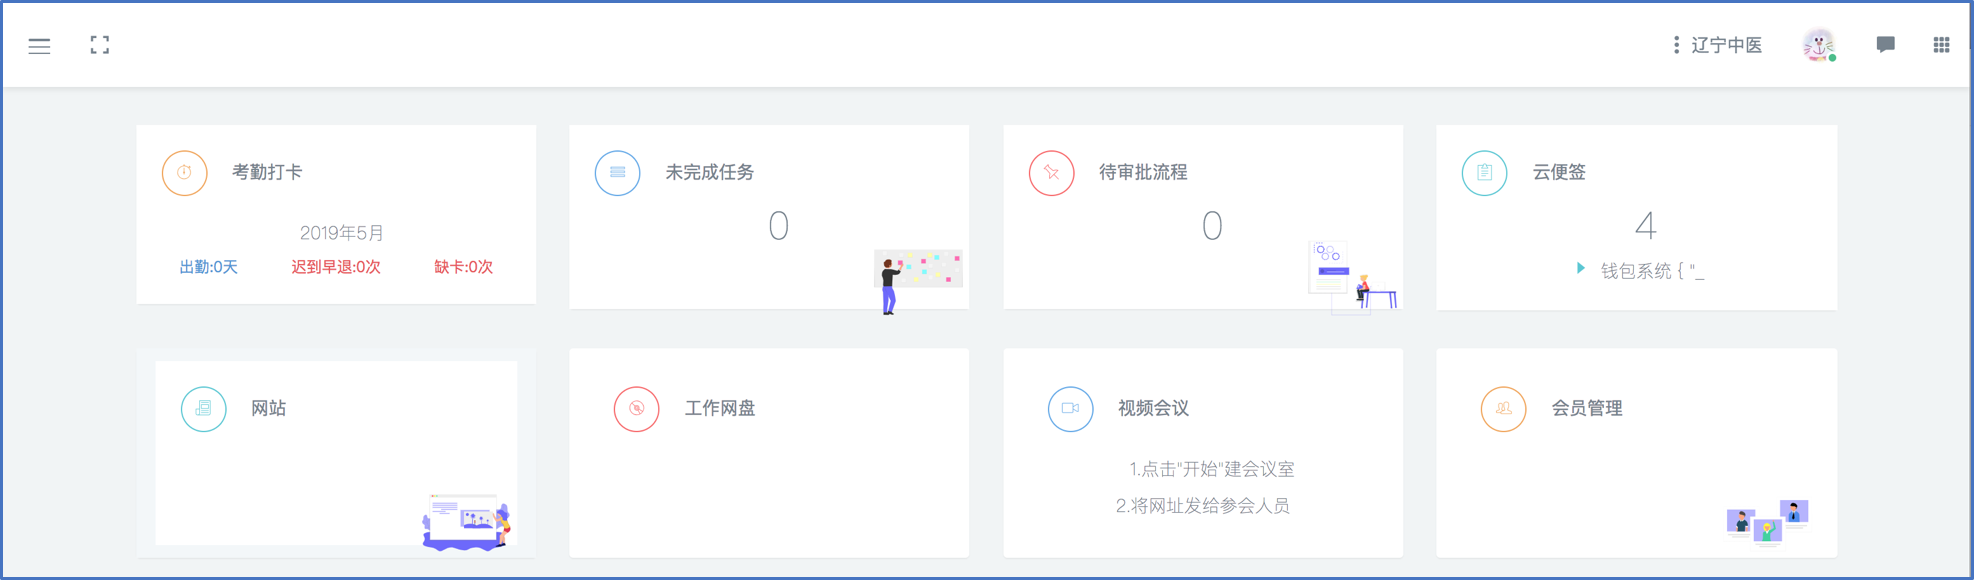 辽宁中医
考勤打卡
2019年5月
出勤:0天 迟到早退:0次 缺卡:0次
未完成任务
0
待审批流程
0
云便签
4
钱包系统 { "_
网站
工作网盘
视频会议
1.点击"开始"建会议室
2.将网址发给参会人员
会员管理